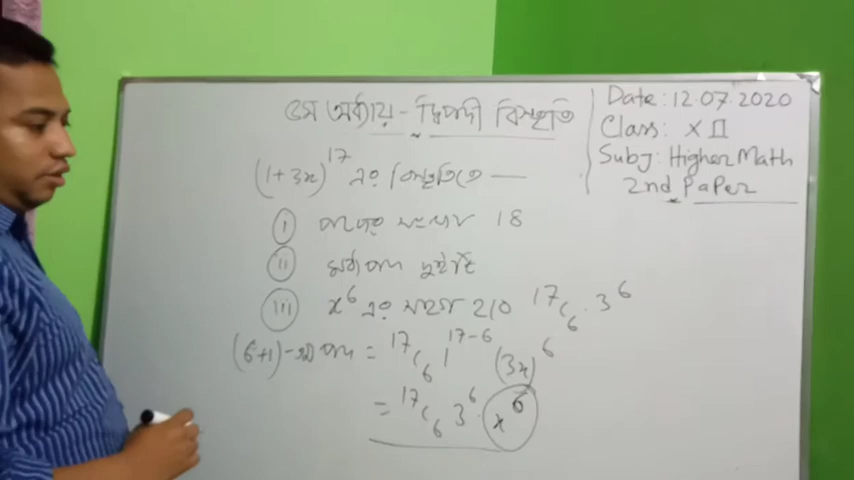 ৫ম অধ্যায় - দ্বিপদী বিস্তৃতি
Date: 12.07.2020
Class: XII
Subj: Higher Math
2nd Paper
(1+3x)^17 এর বিস্তৃতিতে —
(i) পদের সংখ্যা 18
(ii) মধ্যপদ দুইটি
(iii) x^6 এর সহগ 210 17C6 · 3^6
(6+1)-তম পদ = 17C6 1^(17-6) (3x)^6
= 17C6 3^6 · x^6